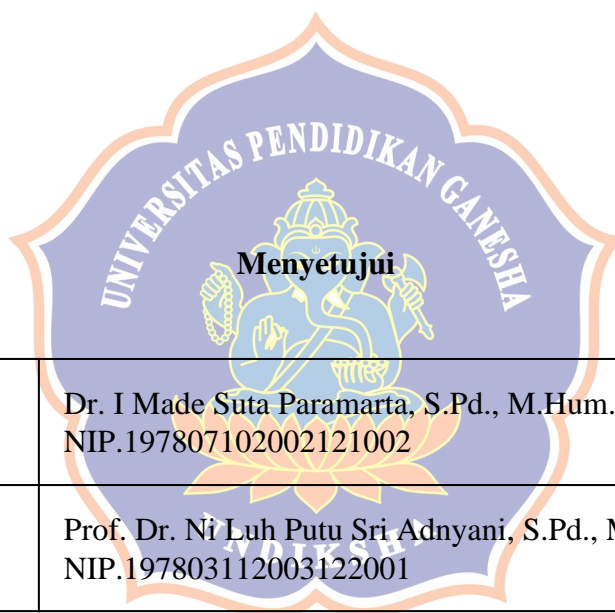 UNIVERSITAS PENDIDIKAN GANESHA
Menyetujui
Dr. I Made Suta Paramarta, S.Pd., M.Hum.
NIP.197807102002121002
Prof. Dr. Ni Luh Putu Sri Adnyani, S.Pd.,
NIP.197803112003122001
UNDIKSHA